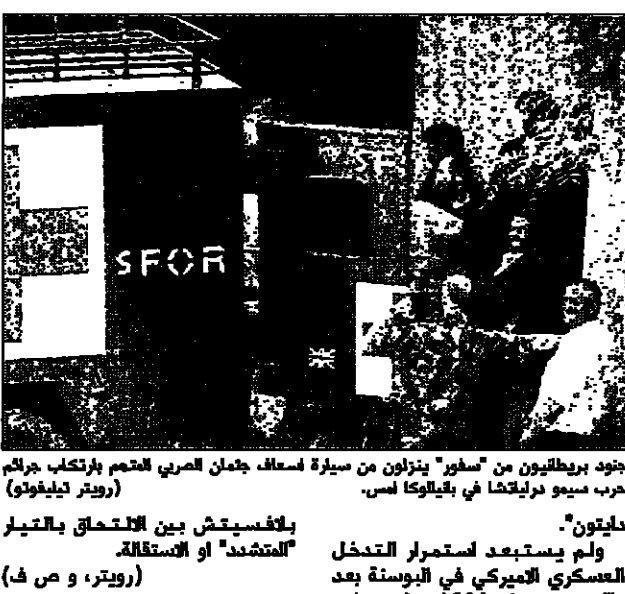 SFOR
SF
جنود بريطانيون من "سفور" ينزلون من سيارة اسعاف جثمان الصربي المتهم بارتكاب جرائم
حرب سيمو درلياتشا في بانيالوكا امس. (رويتر تيليفوتو)
دايتون".
ولم يستبعد استمرار التدخل
العسكري الاميركي في البوسنة بعد
بلافسيتش بين الالتحاق بالتيار
"المتشدد" او الاستقالة.
(رويتر، و ص ف)